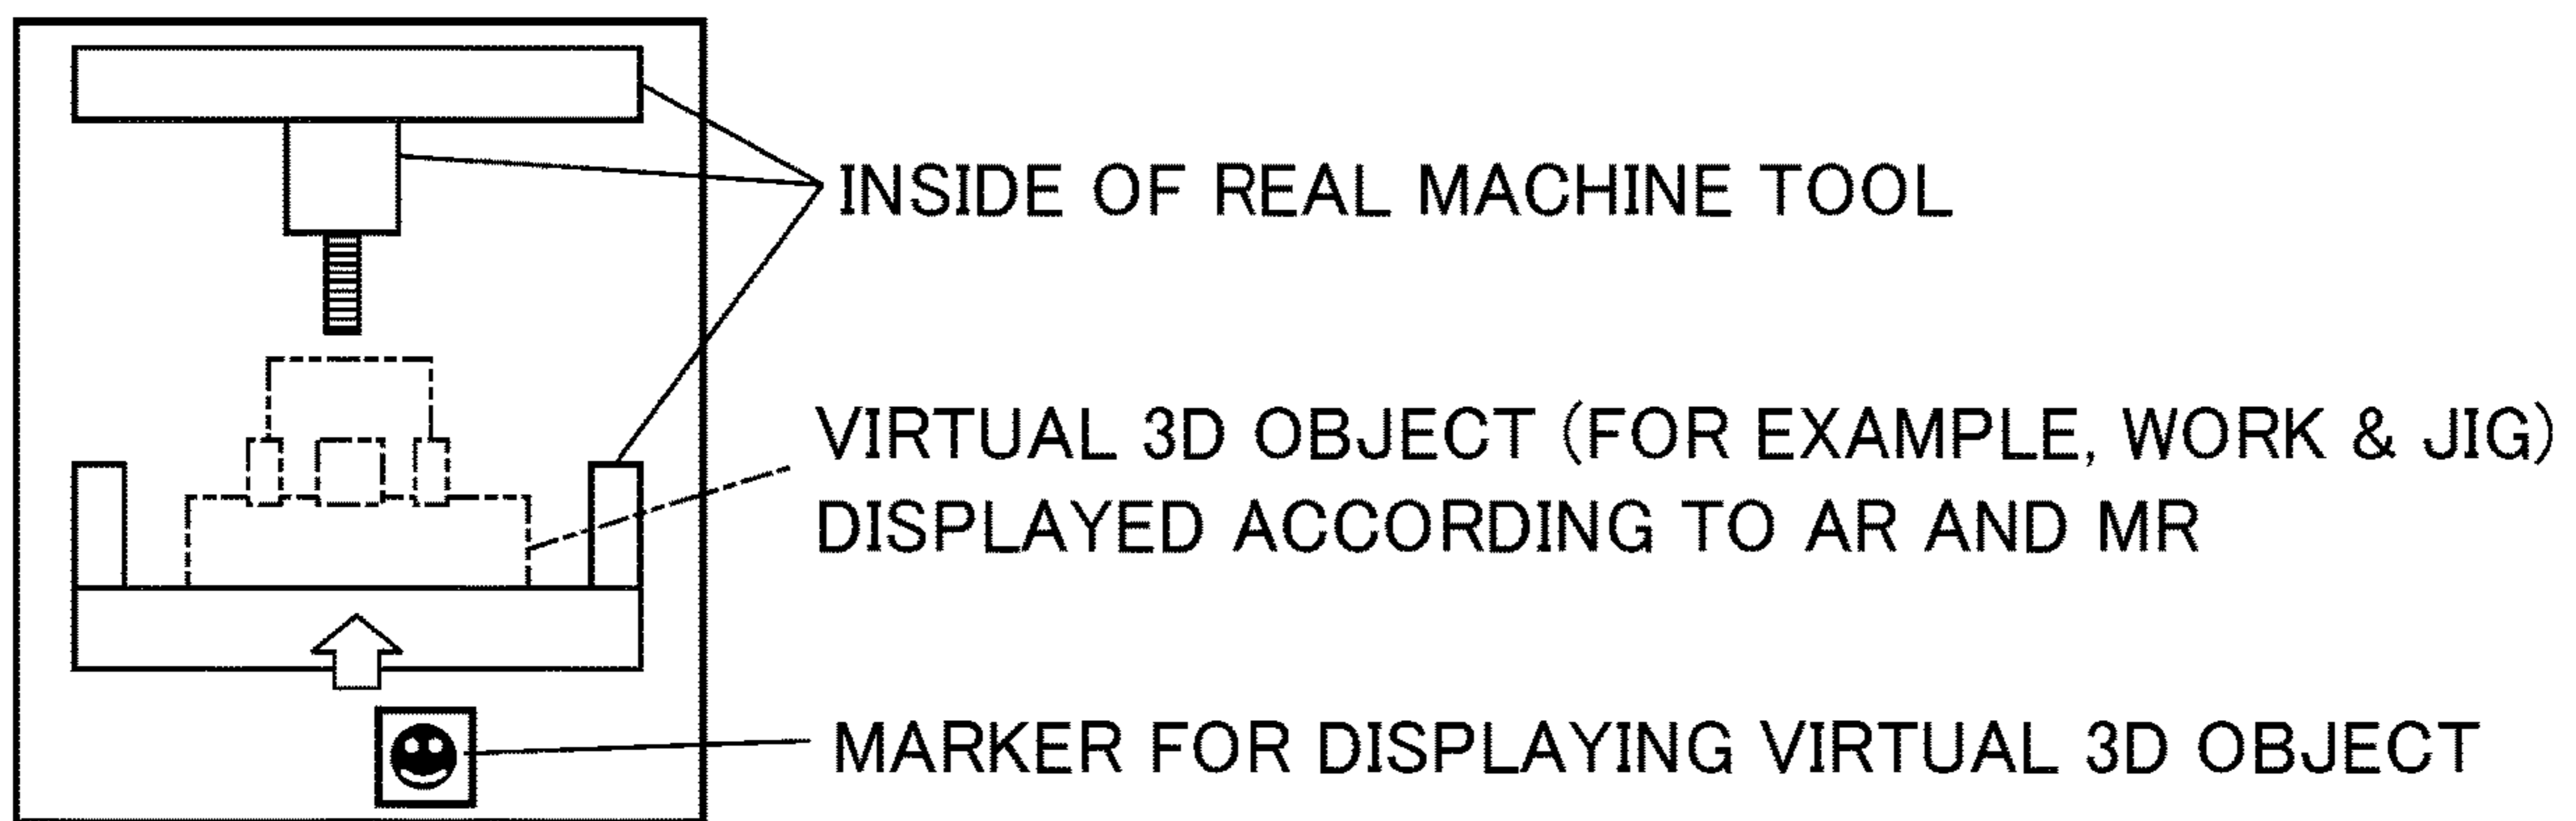 INSIDE OF REAL MACHINE TOOL
VIRTUAL 3D OBJECT (FOR EXAMPLE, WORK & JIG)
DISPLAYED ACCORDING TO AR AND MR
MARKER FOR DISPLAYING VIRTUAL 3D OBJECT